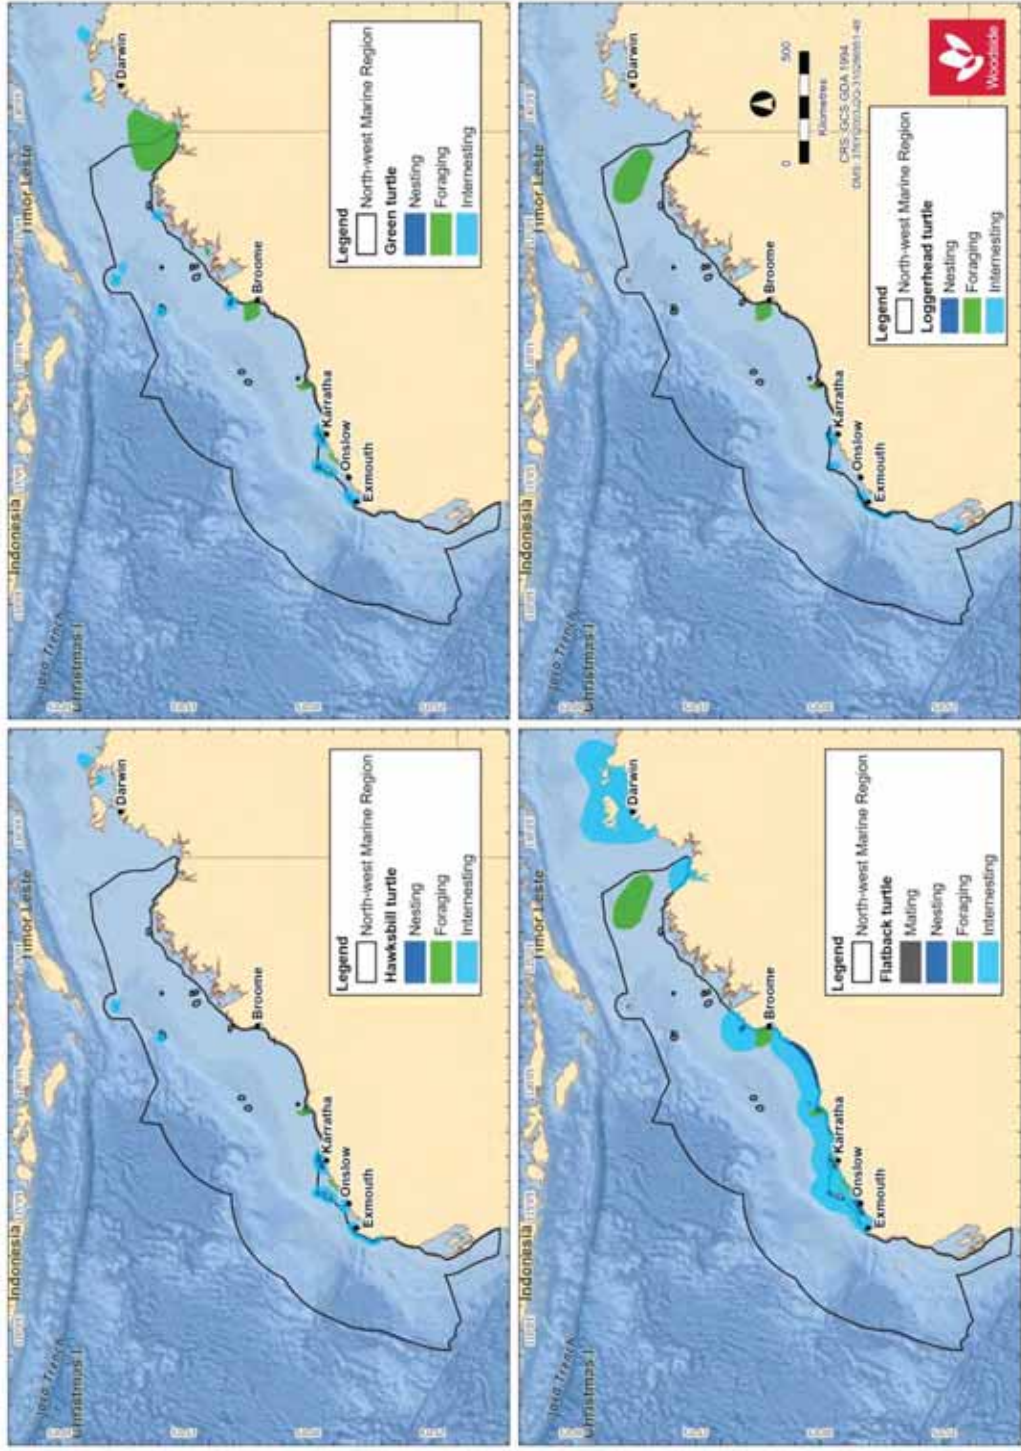 Indonesia
Timor Leste
Java Trench
Christmas I
Darwin
Broome
Karratha
Onslow
Exmouth
Legend
North-west Marine Region
Hawksbill turtle
Nesting
Foraging
Internesting
Indonesia
Timor Leste
Java Trench
Christmas I
Darwin
Broome
Karratha
Onslow
Exmouth
Legend
North-west Marine Region
Green turtle
Nesting
Foraging
Internesting
Indonesia
Timor Leste
Java Trench
Christmas I
Darwin
Broome
Karratha
Onslow
Exmouth
Legend
North-west Marine Region
Flatback turtle
Mating
Nesting
Foraging
Internesting
Indonesia
Timor Leste
Java Trench
Christmas I
Darwin
Broome
Karratha
Onslow
Exmouth
0 500
Kilometres
CRS: GCS GDA 1994
Legend
North-west Marine Region
Loggerhead turtle
Nesting
Foraging
Internesting
Woodside